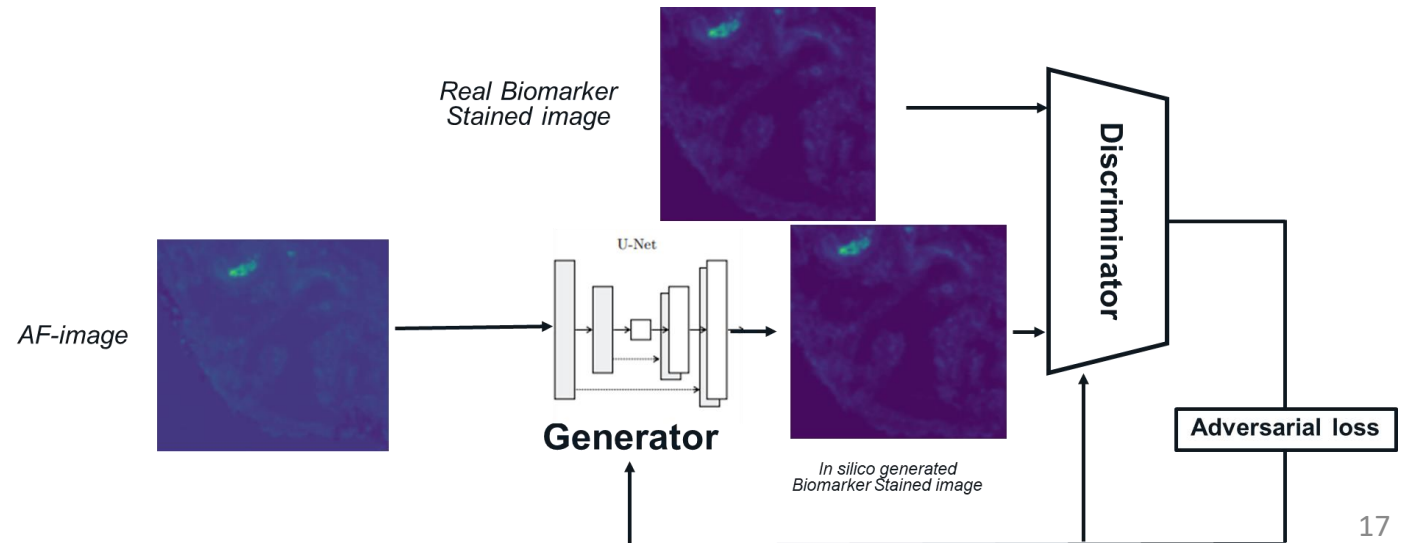 Real Biomarker
Stained image
Discriminator
U-Net
AF-image
Generator
Adversarial loss
In silico generated
Biomarker Stained image
17